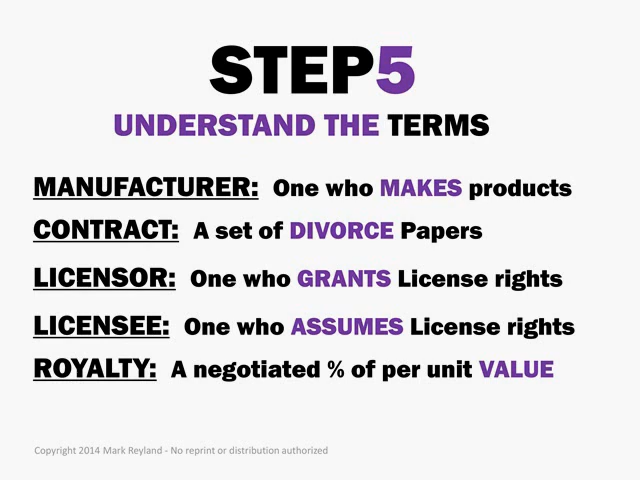 STEP5
UNDERSTAND THE TERMS
MANUFACTURER: One who MAKES products
CONTRACT: A set of DIVORCE Papers
LICENSOR: One who GRANTS License rights
LICENSEE: One who ASSUMES License rights
ROYALTY: A negotiated % of per unit VALUE
Copyright 2014 Mark Reyland - No reprint or distribution authorized